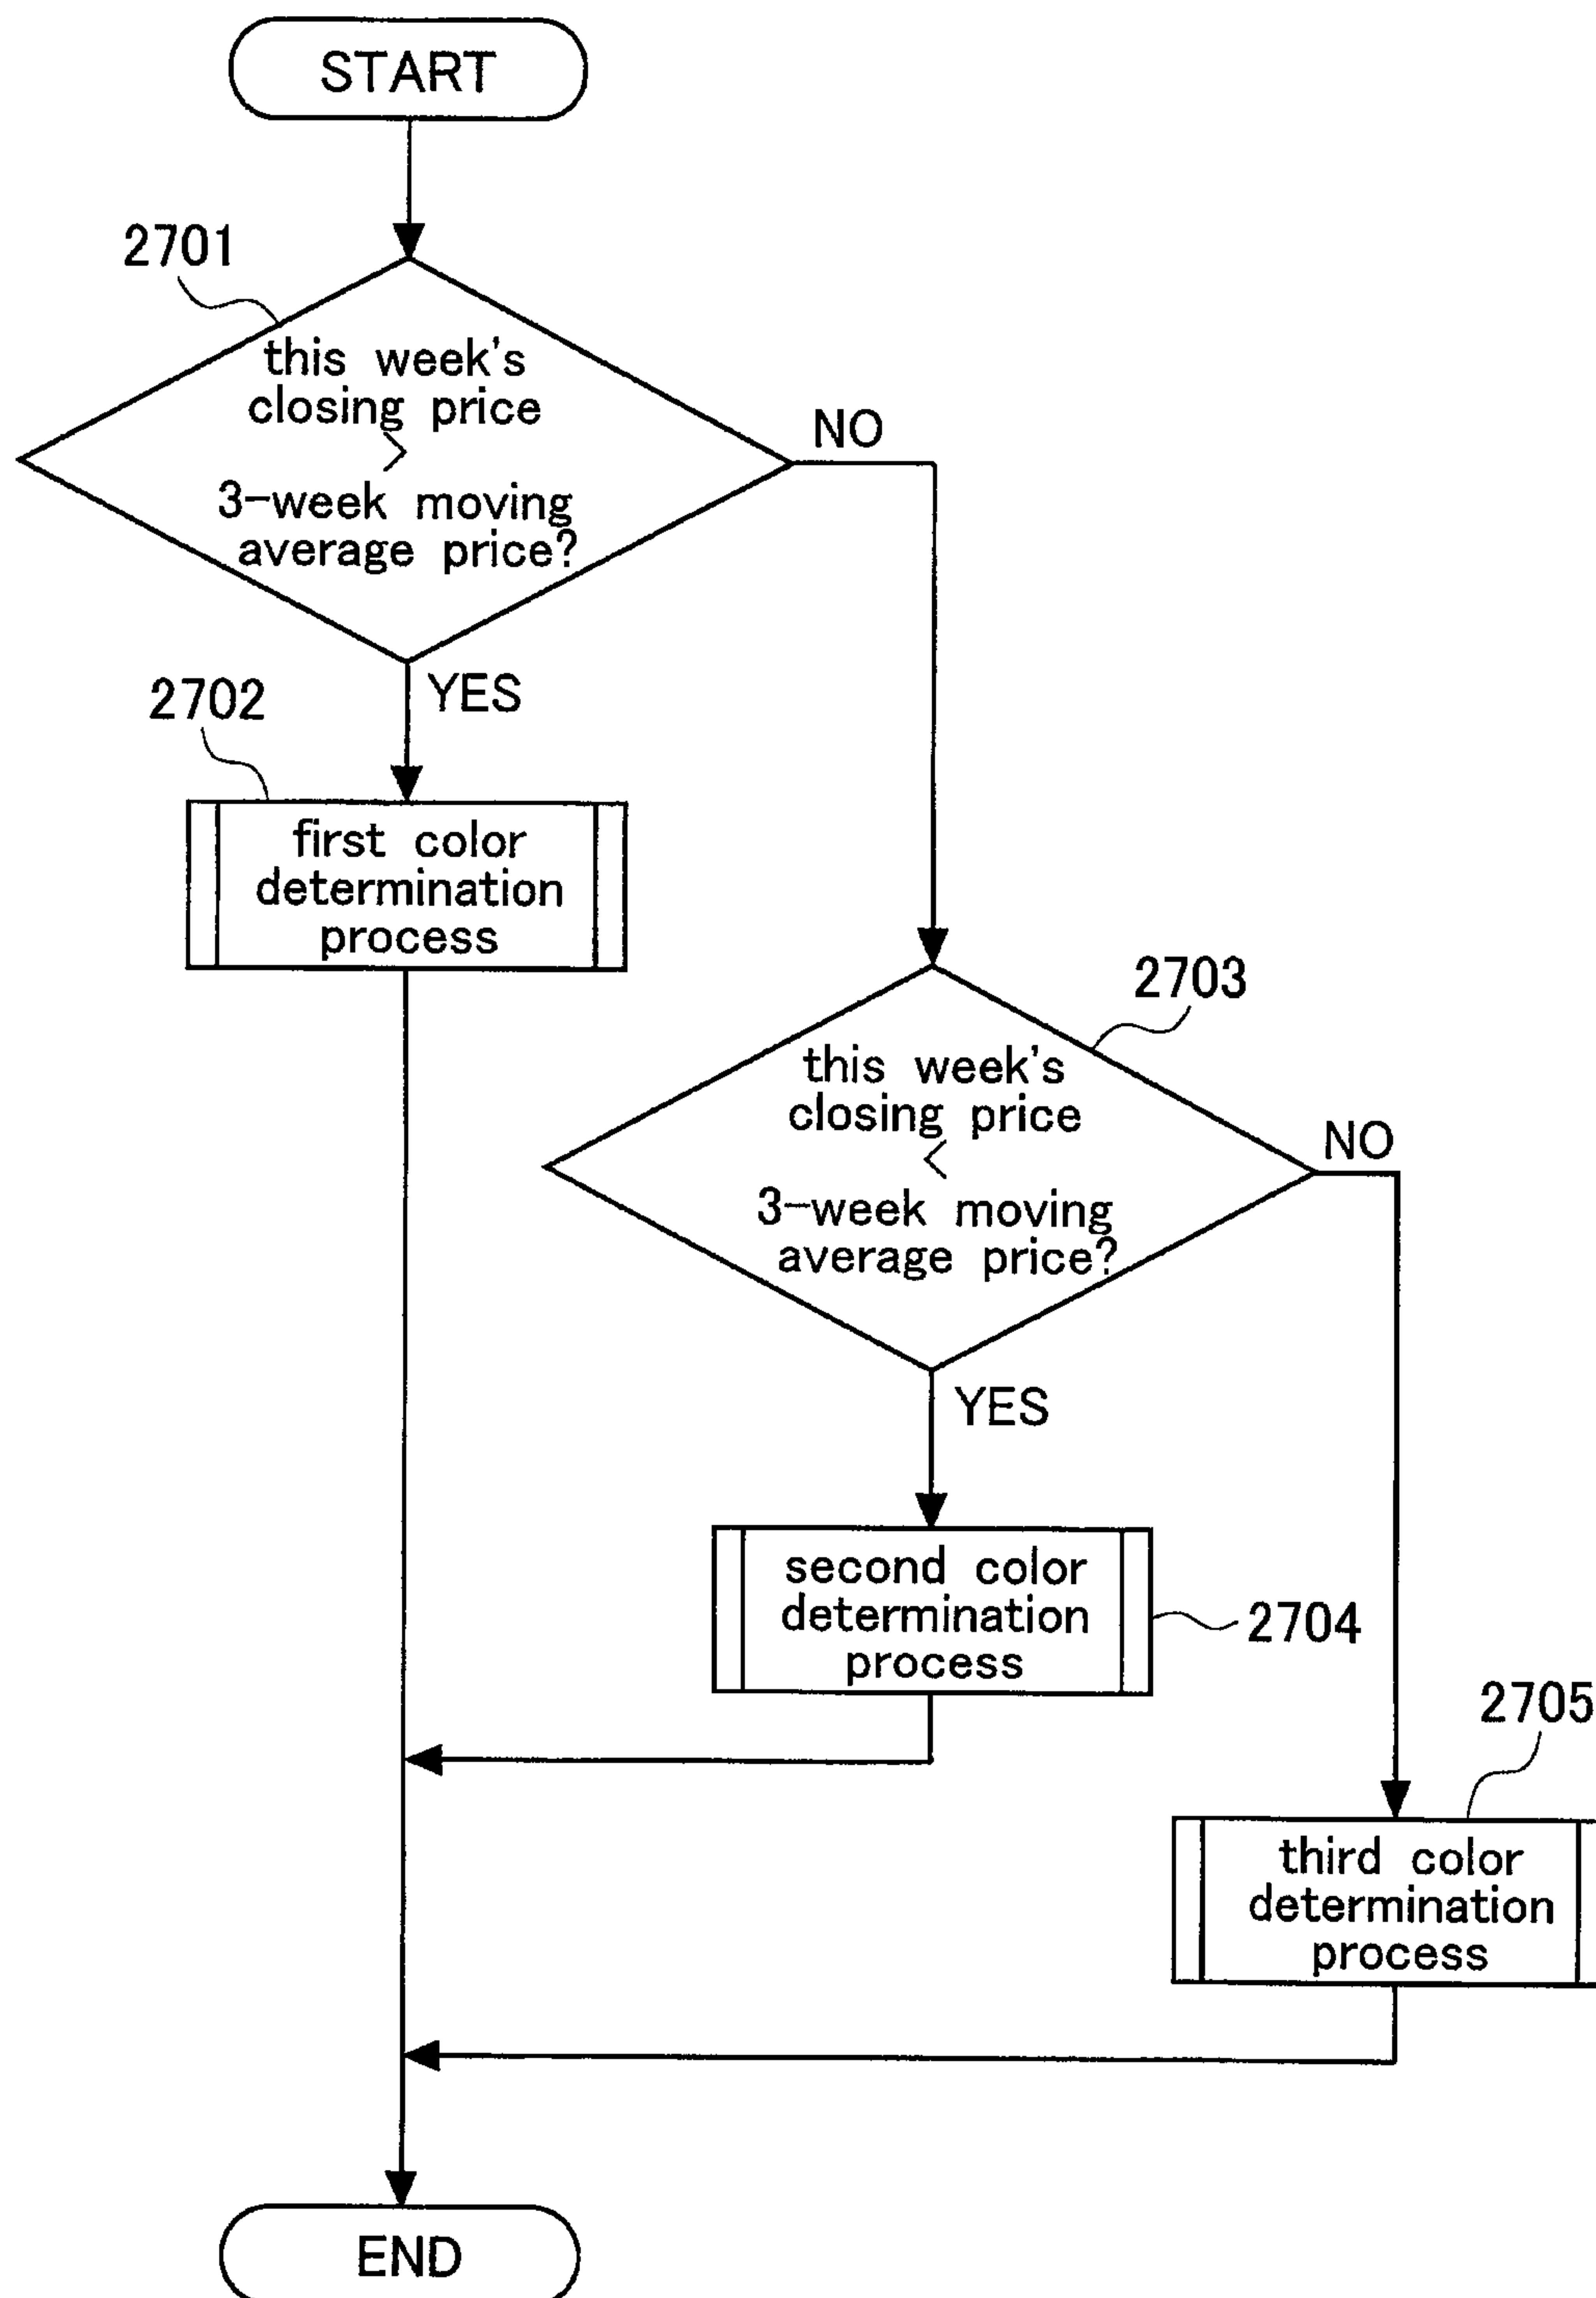 START
2701
this week's
closing price
>
3-week moving
average price?
NO
YES
2702
first color
determination
process
2703
this week's
closing price
<
3-week moving
average price?
NO
YES
second color
determination
process
2704
2705
third color
determination
process
END